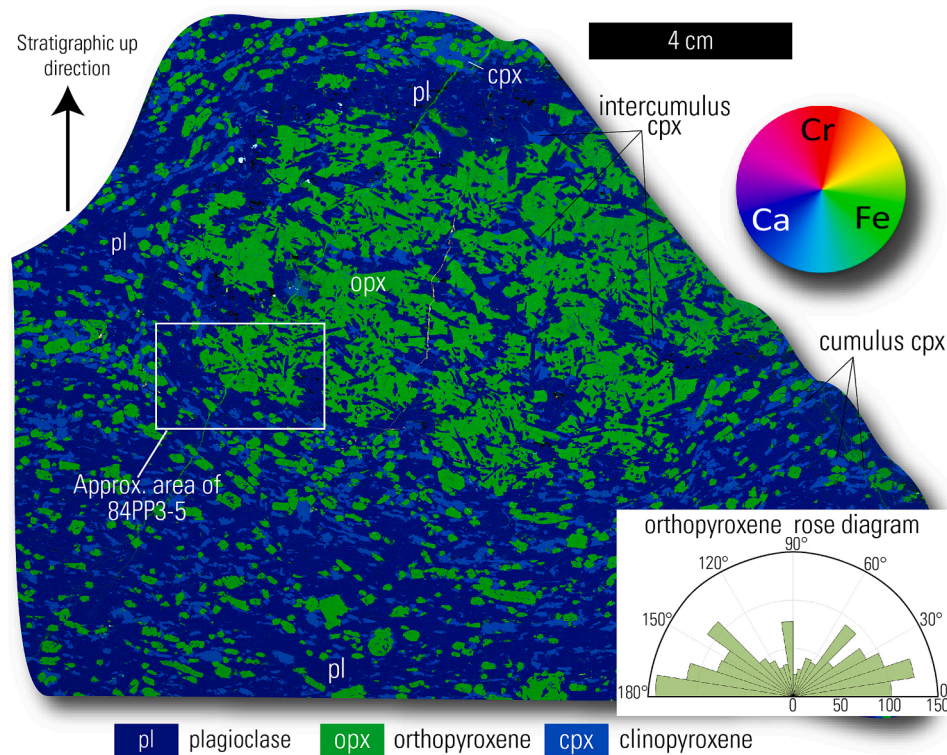 Stratigraphic up
direction
4 cm
cpx
pl
intercumulus
cpx
Cr
Ca
Fe
pl
opx
cumulus cpx
Approx. area of
84PP3-5
pl
orthopyroxene rose diagram
90°
120°
60°
150°
30°
180°
0
0
50
100
150
pl plagioclase opx orthopyroxene cpx clinopyroxene